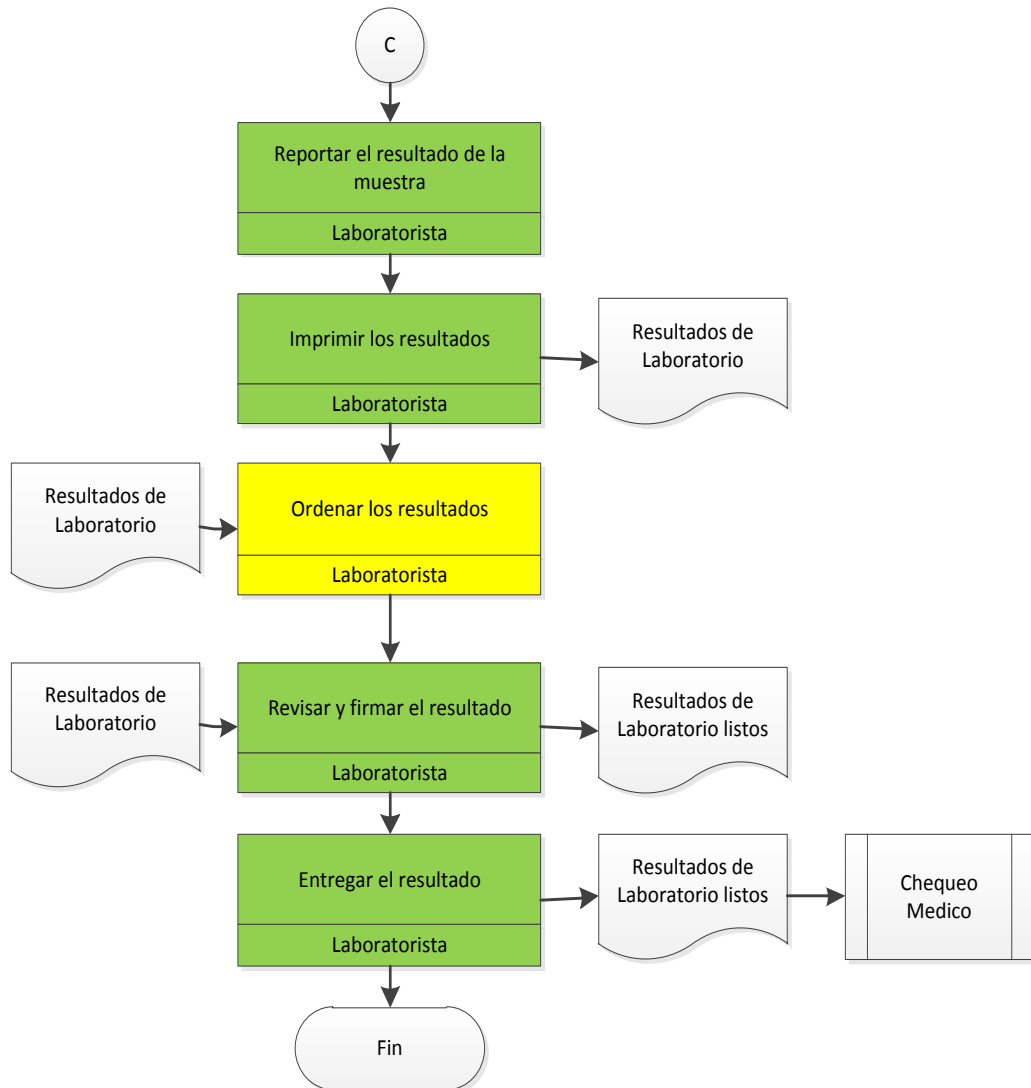 C
Reportar el resultado de la
muestra
Laboratorista
Imprimir los resultados
Laboratorista
Resultados de
Laboratorio
Resultados de
Laboratorio
Ordenar los resultados
Laboratorista
Resultados de
Laboratorio
Revisar y firmar el resultado
Laboratorista
Resultados de
Laboratorio listos
Entregar el resultado
Laboratorista
Resultados de
Laboratorio listos
Chequeo
Medico
Fin